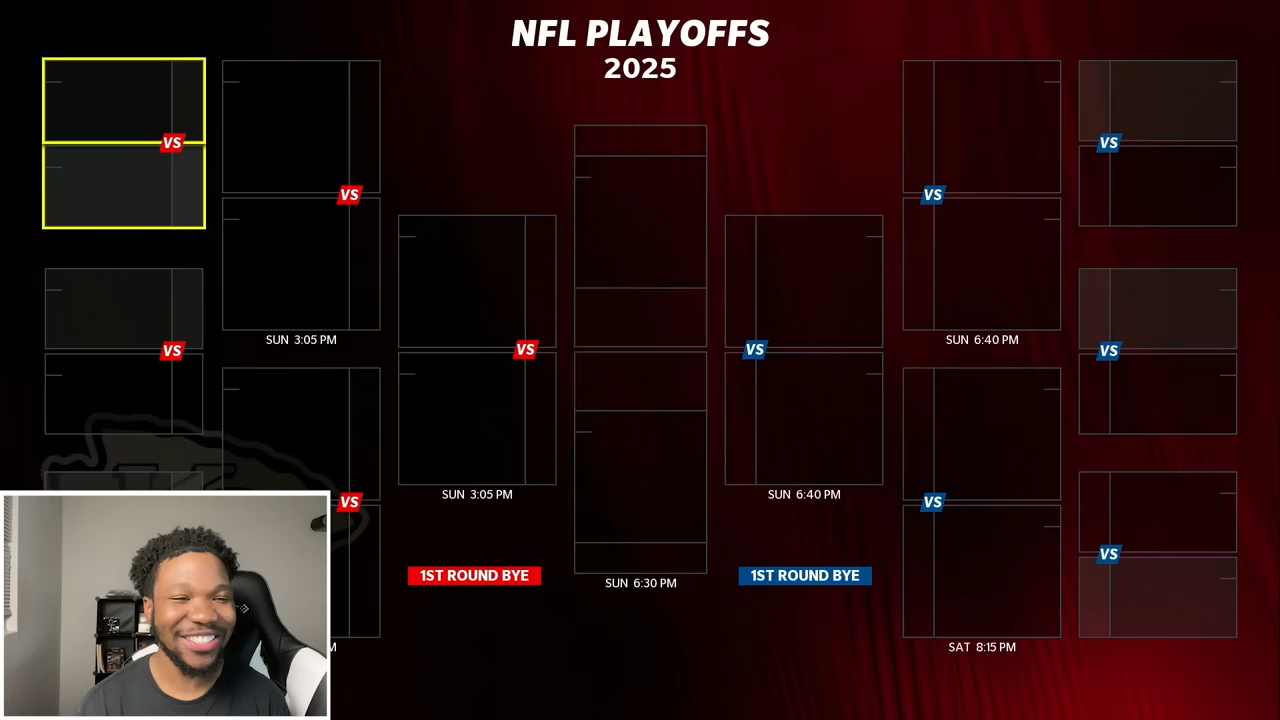 NFL PLAYOFFS
2025
VS
VS
VS
VS
VS
VS
VS
VS
SUN 3:05 PM
SUN 6:40 PM
VS
VS
SUN 3:05 PM
SUN 6:40 PM
VS
VS
VS
1ST ROUND BYE
1ST ROUND BYE
SUN 6:30 PM
M
SAT 8:15 PM